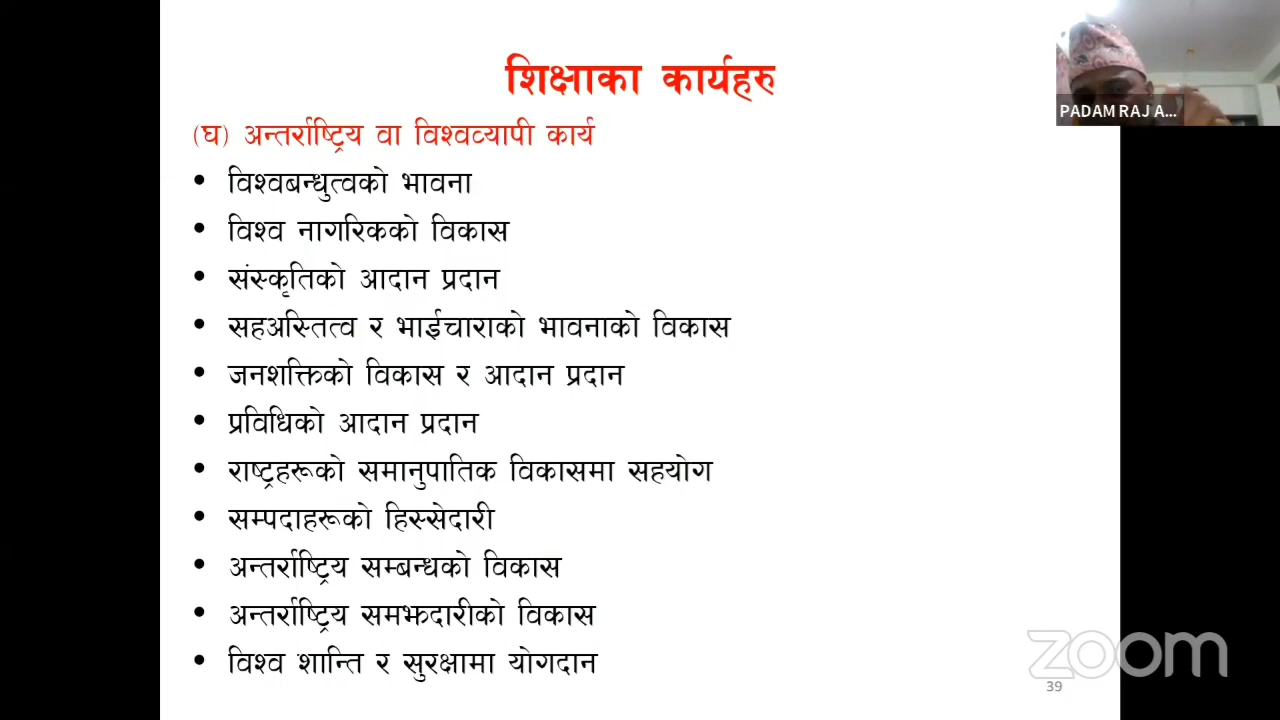 शिक्षाका कार्यहरु
(घ) अन्तर्राष्ट्रिय वा विश्वव्यापी कार्य
• विश्वबन्धुत्वको भावना
• विश्व नागरिकको विकास
• संस्कृतिको आदान प्रदान
• सहअस्तित्व र भाईचाराको भावनाको विकास
• जनशक्तिको विकास र आदान प्रदान
• प्रविधिको आदान प्रदान
• राष्ट्रहरूको समानुपातिक विकासमा सहयोग
• सम्पदाहरूको हिस्सेदारी
• अन्तर्राष्ट्रिय सम्बन्धको विकास
• अन्तर्राष्ट्रिय समझदारीको विकास
• विश्व शान्ति र सुरक्षामा योगदान
PADAM RAJ A...
zoom
39